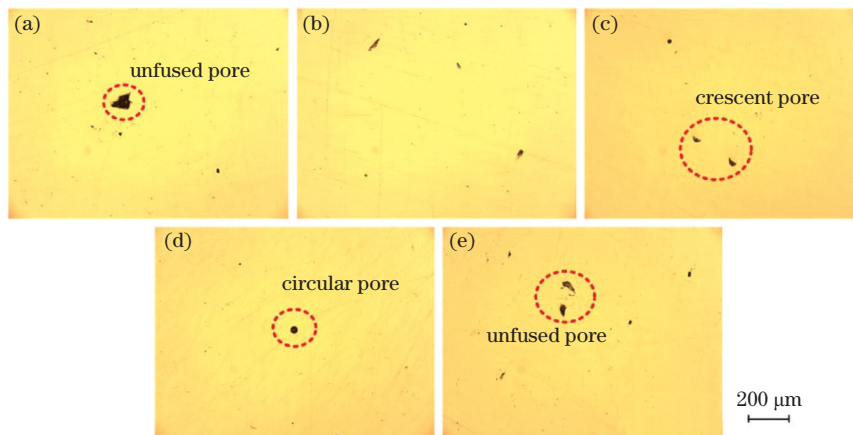 (a)
unfused pore
(b)
(c)
crescent pore
(d)
circular pore
(e)
unfused pore
200 μm